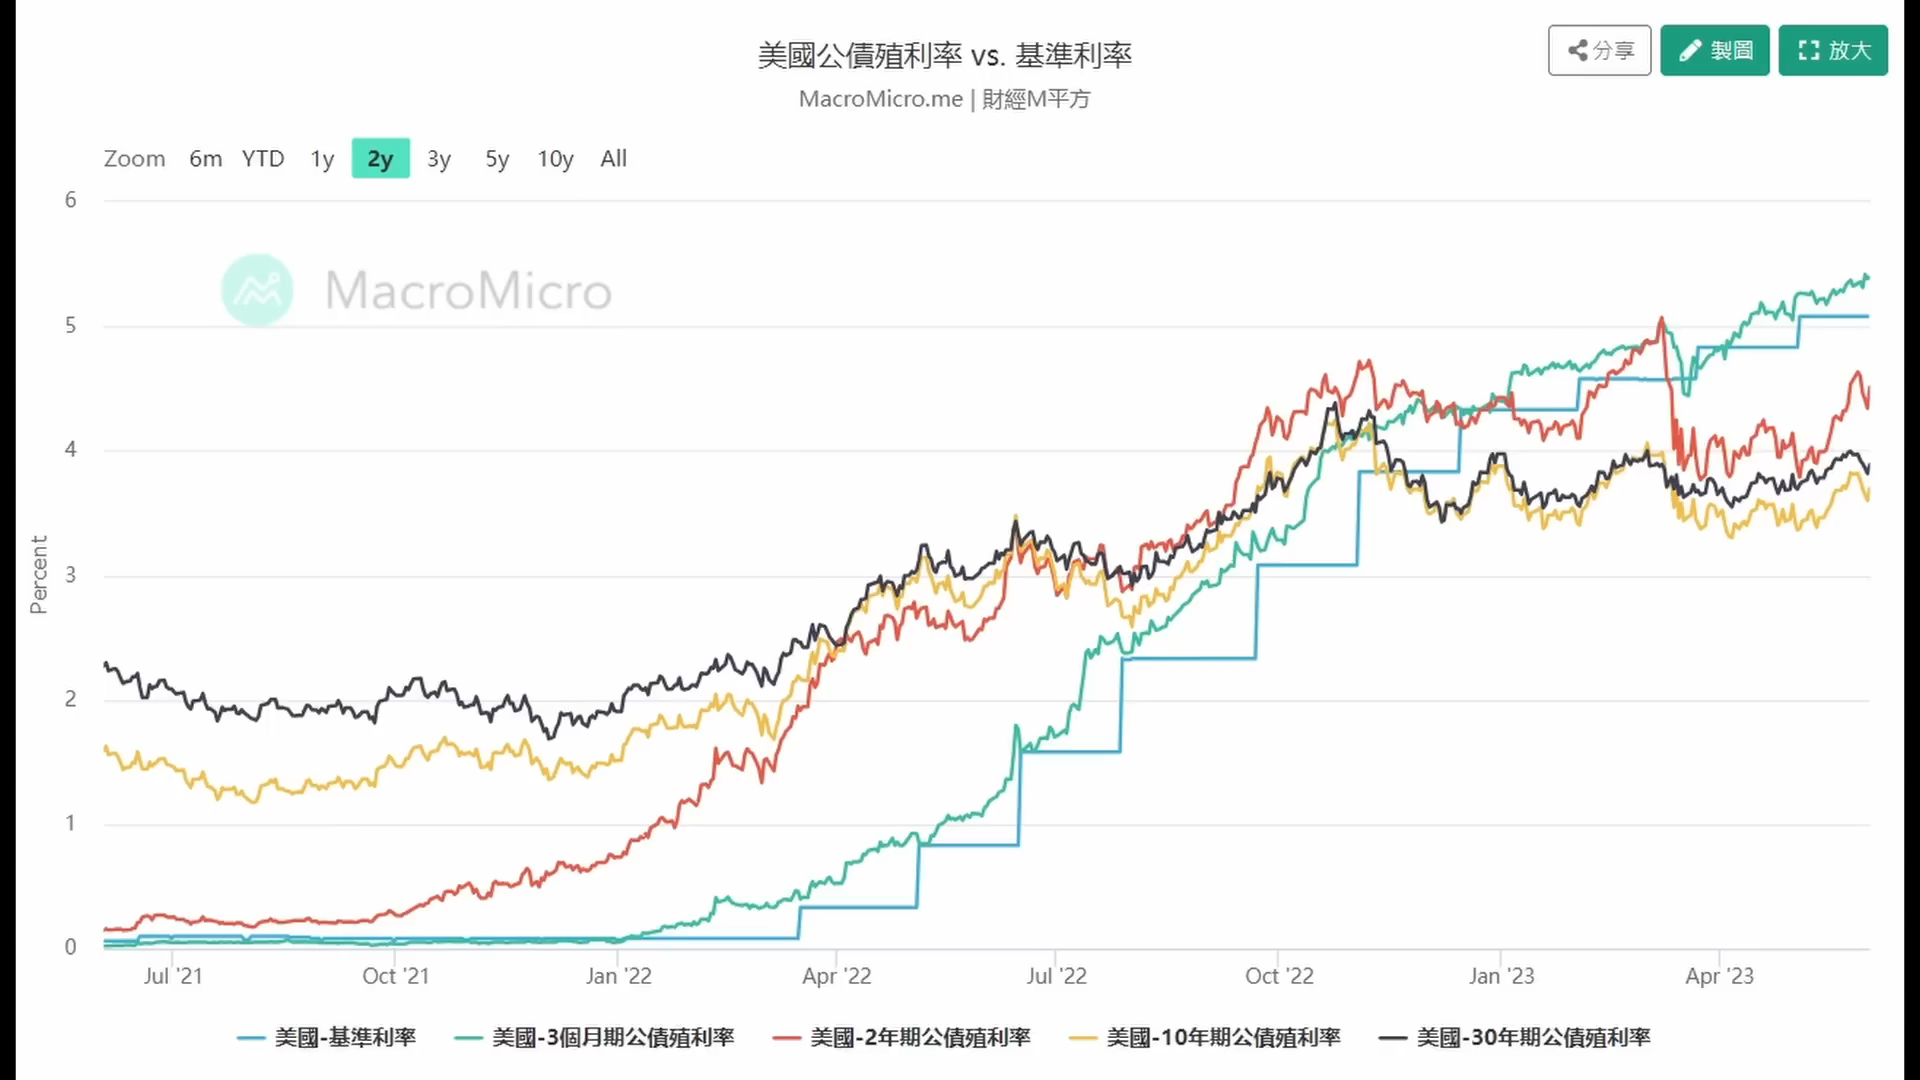 美國公債殖利率 vs. 基準利率
MacroMicro.me | 財經M平方
分享 製圖 放大
Zoom 6m YTD 1y 2y 3y 5y 10y All
MacroMicro
6
5
4
3
2
1
0
Percent
Jul '21 Oct '21 Jan '22 Apr '22 Jul '22 Oct '22 Jan '23 Apr '23
美國-基準利率 美國-3個月期公債殖利率 美國-2年期公債殖利率 美國-10年期公債殖利率 美國-30年期公債殖利率